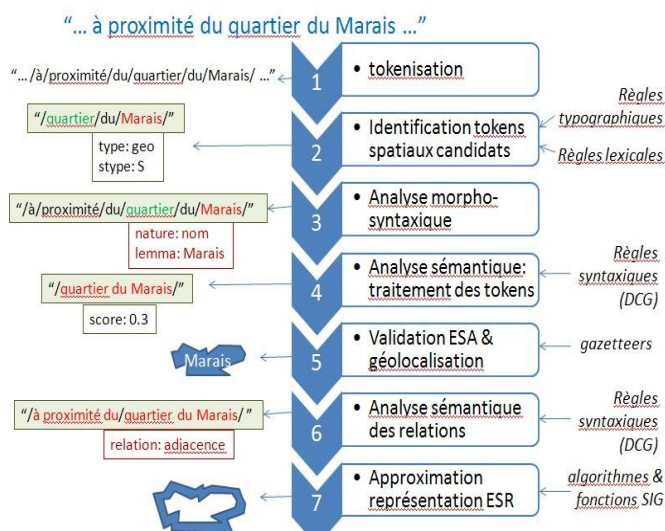 “... à proximité du quartier du Marais ...”
“.../à/proximité/du/quartier/du/Marais/ ...”
1
• tokenisation
“/quartier/du/Marais/”
type: geo
stype: S
2
• Identification tokens
spatiaux candidats
Règles
typographiques
Règles lexicales
“/à/proximité/du/quartier/du/Marais/”
nature: nom
lemma: Marais
3
• Analyse morpho-
syntaxique
“/quartier du Marais/”
score: 0.3
4
• Analyse sémantique:
traitement des tokens
Règles
syntaxiques
(DCG)
Marais
5
• Validation ESA &
géolocalisation
gazetteers
“/à proximité du/quartier du Marais/ ”
relation: adjacence
6
• Analyse sémantique
des relations
Règles
syntaxiques
(DCG)
7
• Approximation
représentation ESR
algorithmes &
fonctions SIG